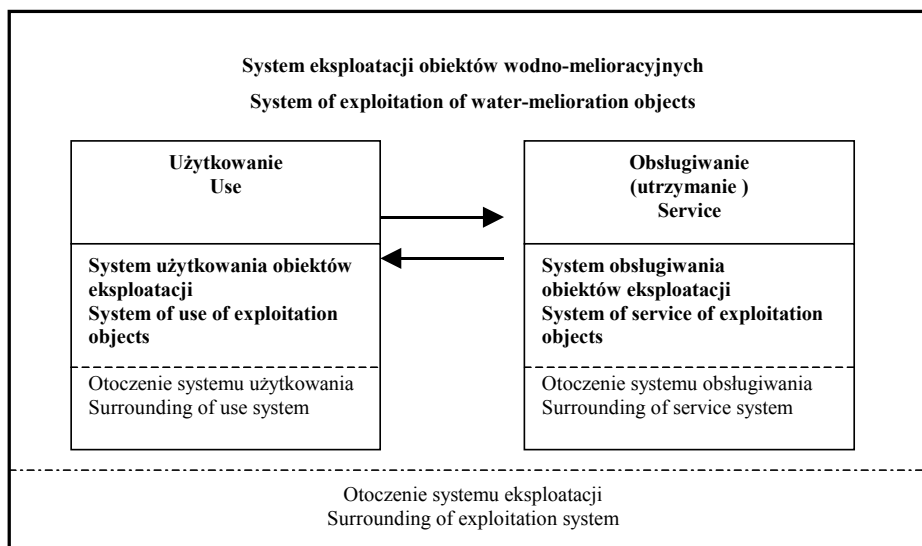 System eksploatacji obiektów wodno-melioracyjnych
System of exploitation of water-melioration objects
Użytkowanie
Use
System użytkowania obiektów
eksploatacji
System of use of exploitation
objects
Otoczenie systemu użytkowania
Surrounding of use system
Obsługiwanie
(utrzymanie )
Service
System obsługiwania
obiektów eksploatacji
System of service of exploitation
objects
Otoczenie systemu obsługiwania
Surrounding of service system
Otoczenie systemu eksploatacji
Surrounding of exploitation system